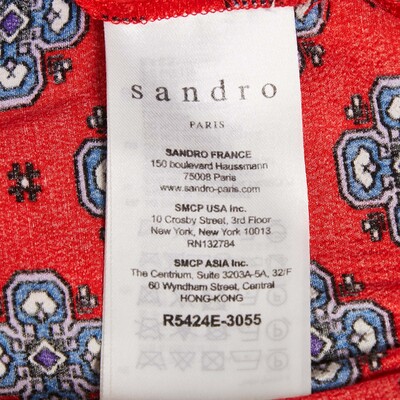 sandro
PARIS
SANDRO FRANCE
150 boulevard Haussmann
75008 Paris
www.sandro-paris.com
SMCP USA Inc.
10 Crosby Street, 3rd Floor
New York, New York 10013
RN132784
SMCP ASIA Inc.
The Centrium, Suite 3203A-5A, 32/F
60 Wyndham Street, Central
HONG-KONG
R5424E-3055